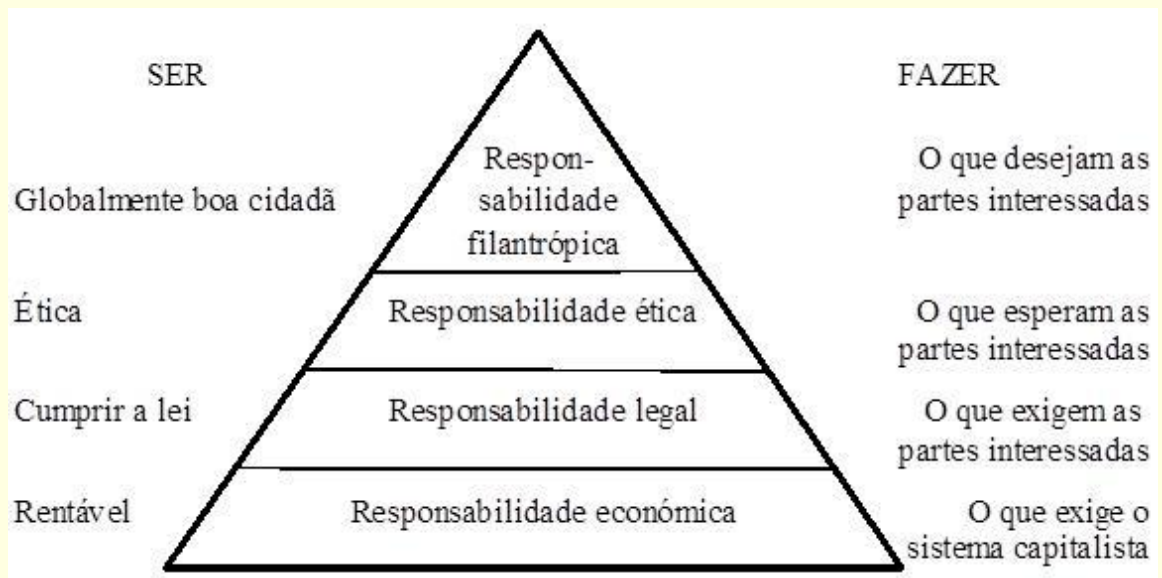 SER
FAZER
Globalmente boa cidadã
Respon-
sabilidade
filantrópica
O que desejam as
partes interessadas
Ética
Responsabilidade ética
O que esperam as
partes interessadas
Cumprir a lei
Responsabilidade legal
O que exigem as
partes interessadas
Rentável
Responsabilidade económica
O que exige o
sistema capitalista